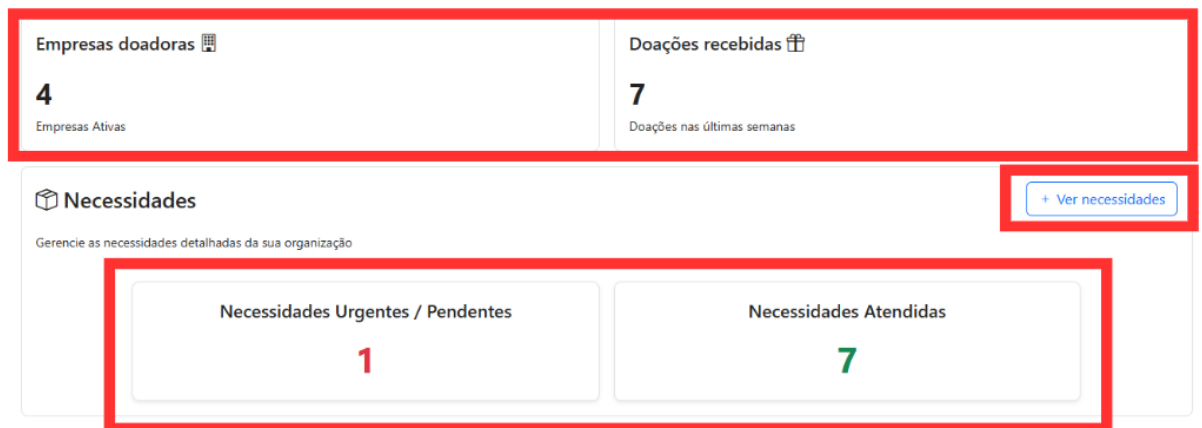 Empresas doadoras
Doações recebidas
4
7
Empresas Ativas
Doações nas últimas semanas
Necessidades
+ Ver necessidades
Gerencie as necessidades detalhadas da sua organização
Necessidades Urgentes / Pendentes
Necessidades Atendidas
1
7